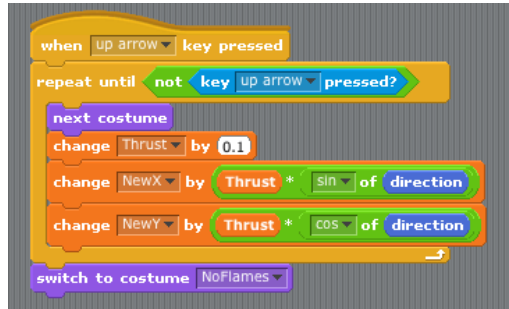 when up arrow key pressed
repeat until not key up arrow pressed?
next costume
change Thrust by 0.1
change NewX by Thrust * sin of direction
change NewY by Thrust * cos of direction
switch to costume NoFlames